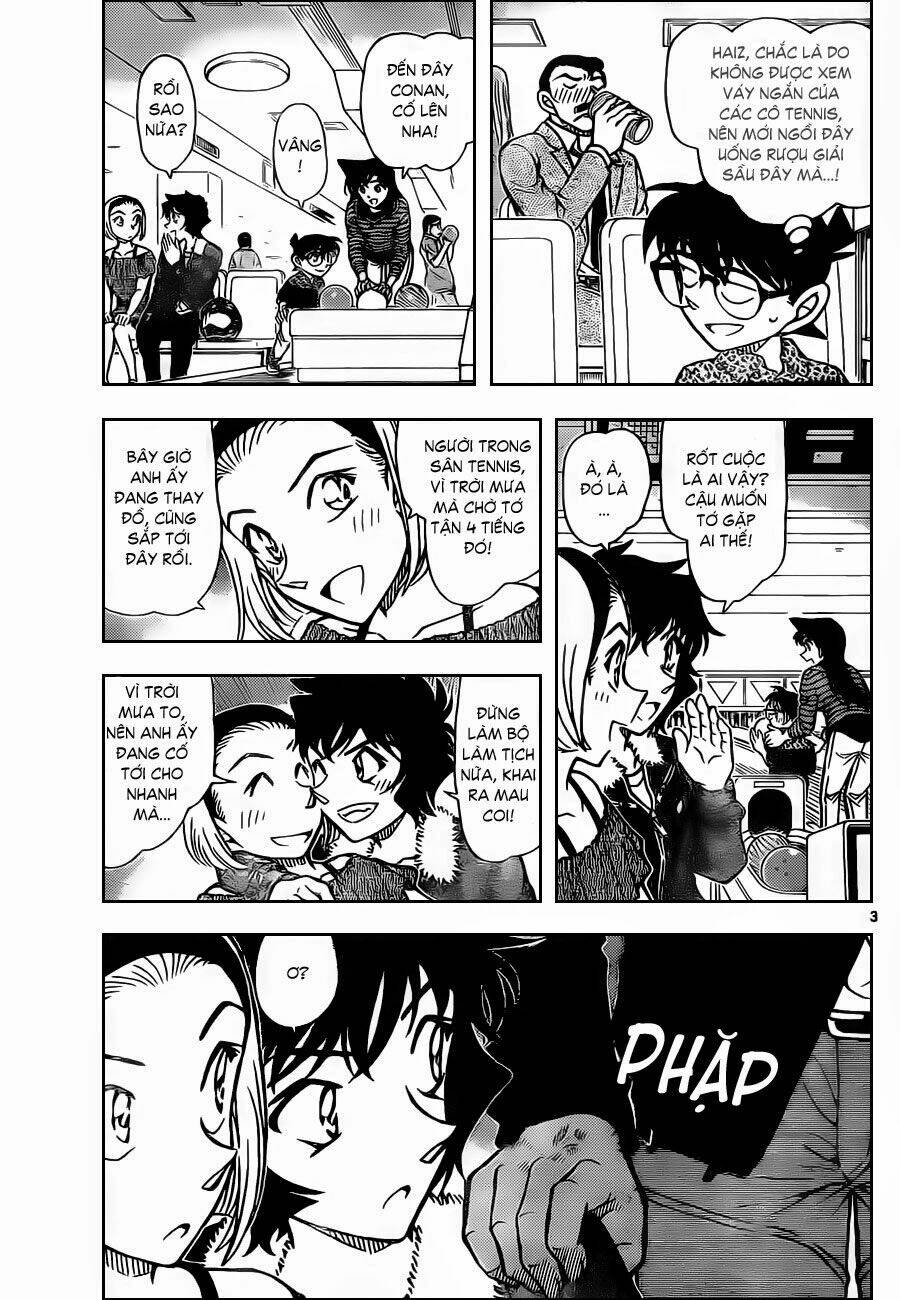 HAIZ, CHẮC LÀ DO
KHÔNG ĐƯỢC XEM
VÁY NGẮN CỦA
CÁC CÔ TENNIS,
NÊN MỚI NGỒI ĐÂY
UỐNG RƯỢU GIẢI
SẦU ĐÂY MÀ...!
ĐẾN ĐÂY
CONAN,
CỐ LÊN
NHA!
VÂNG
!
RỒI
SAO
NỮA?
RỐT CUỘC
LÀ AI VẬY?
CẬU MUỐN
TỚ GẶP
AI THẾ!
À, À,
ĐÓ LÀ
...
NGƯỜI TRONG
SÂN TENNIS,
VÌ TRỜI MƯA
MÀ CHỜ TỚ
TẬN 4 TIẾNG
ĐÓ!
BÂY GIỜ
ANH ẤY
ĐANG THAY
ĐỒ, CŨNG
SẮP TỚI
ĐÂY RỒI.
ĐỪNG
LÀM BỘ
LÀM TỊCH
NỮA, KHAI
RA MAU
COI!
VÌ TRỜI
MƯA TO,
NÊN ANH ẤY
ĐANG CỐ
TỚI CHO
NHANH
MÀ...
3
Ơ?
PHẶP